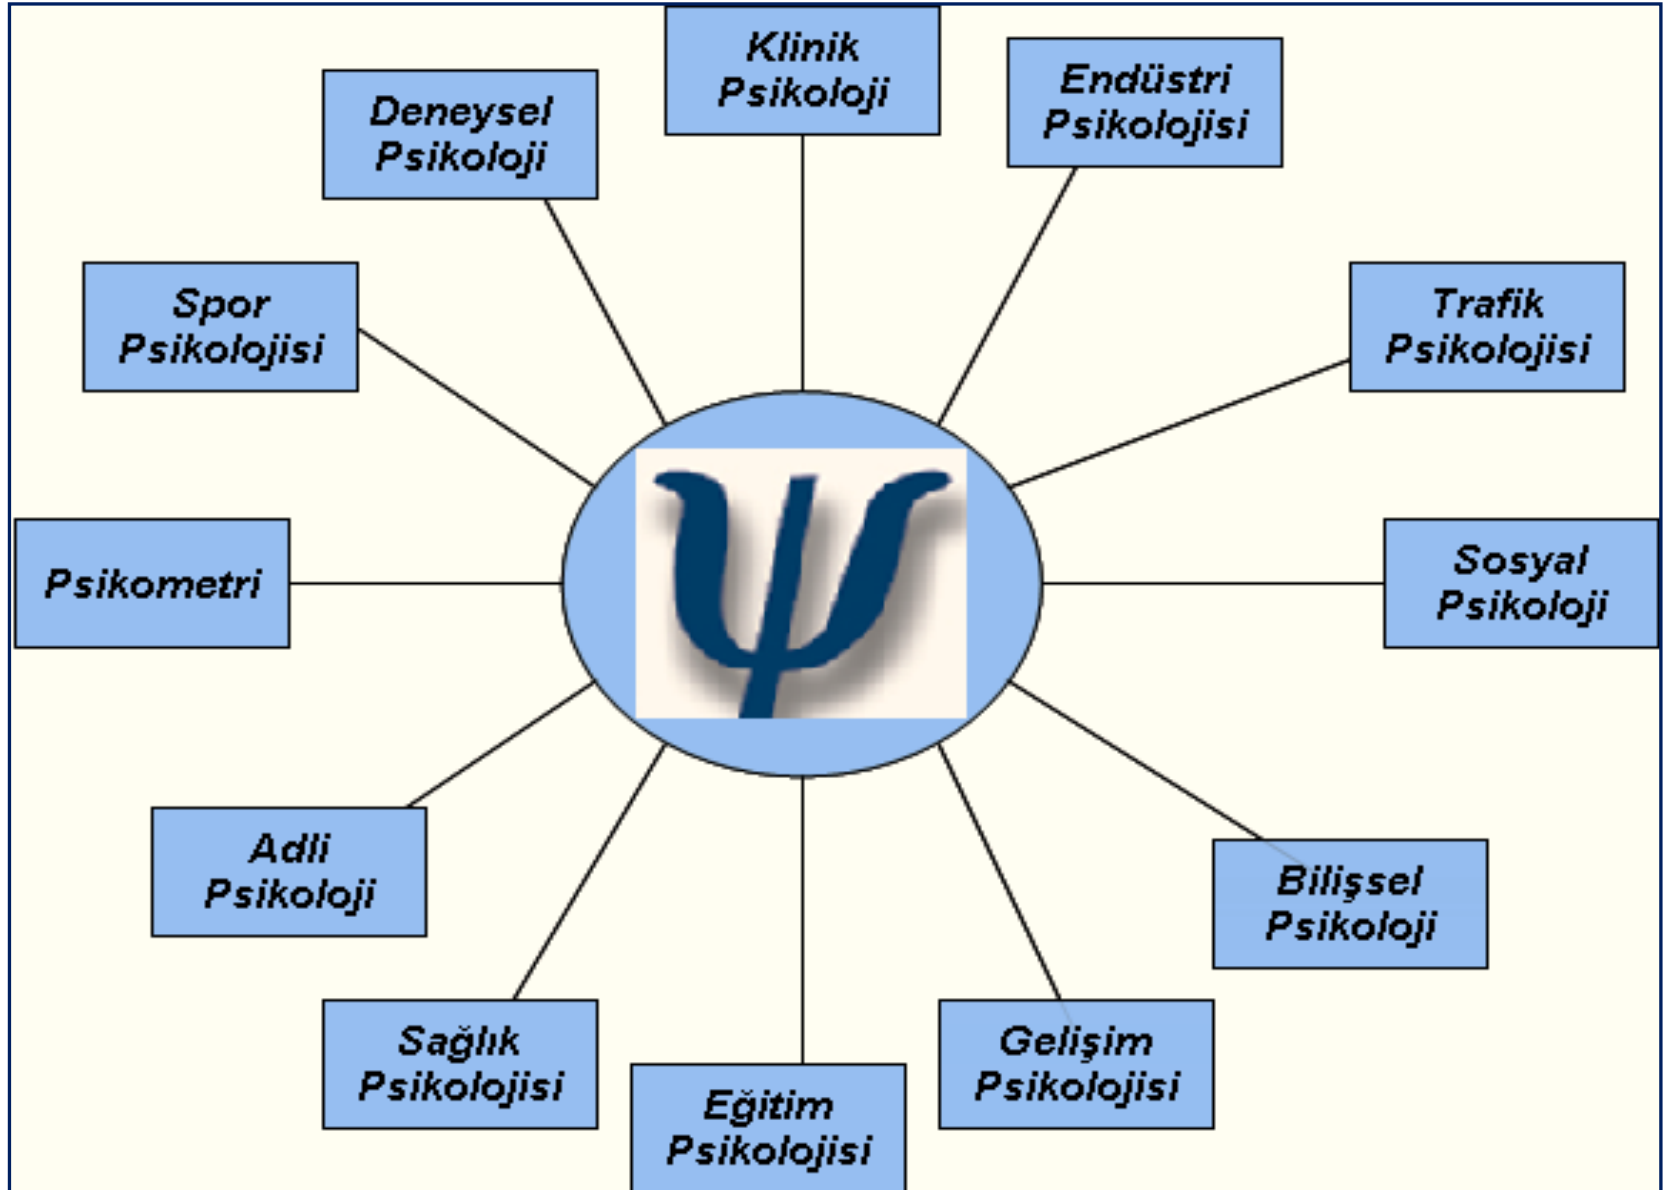 Klinik
Psikoloji
Endüstri
Psikolojisi
Deneysel
Psikoloji
Spor
Psikolojisi
Trafik
Psikolojisi
Psikometri
Sosyal
Psikoloji
Adli
Psikoloji
Bilişsel
Psikoloji
Sağlık
Psikolojisi
Gelişim
Psikolojisi
Eğitim
Psikolojisi
ψ